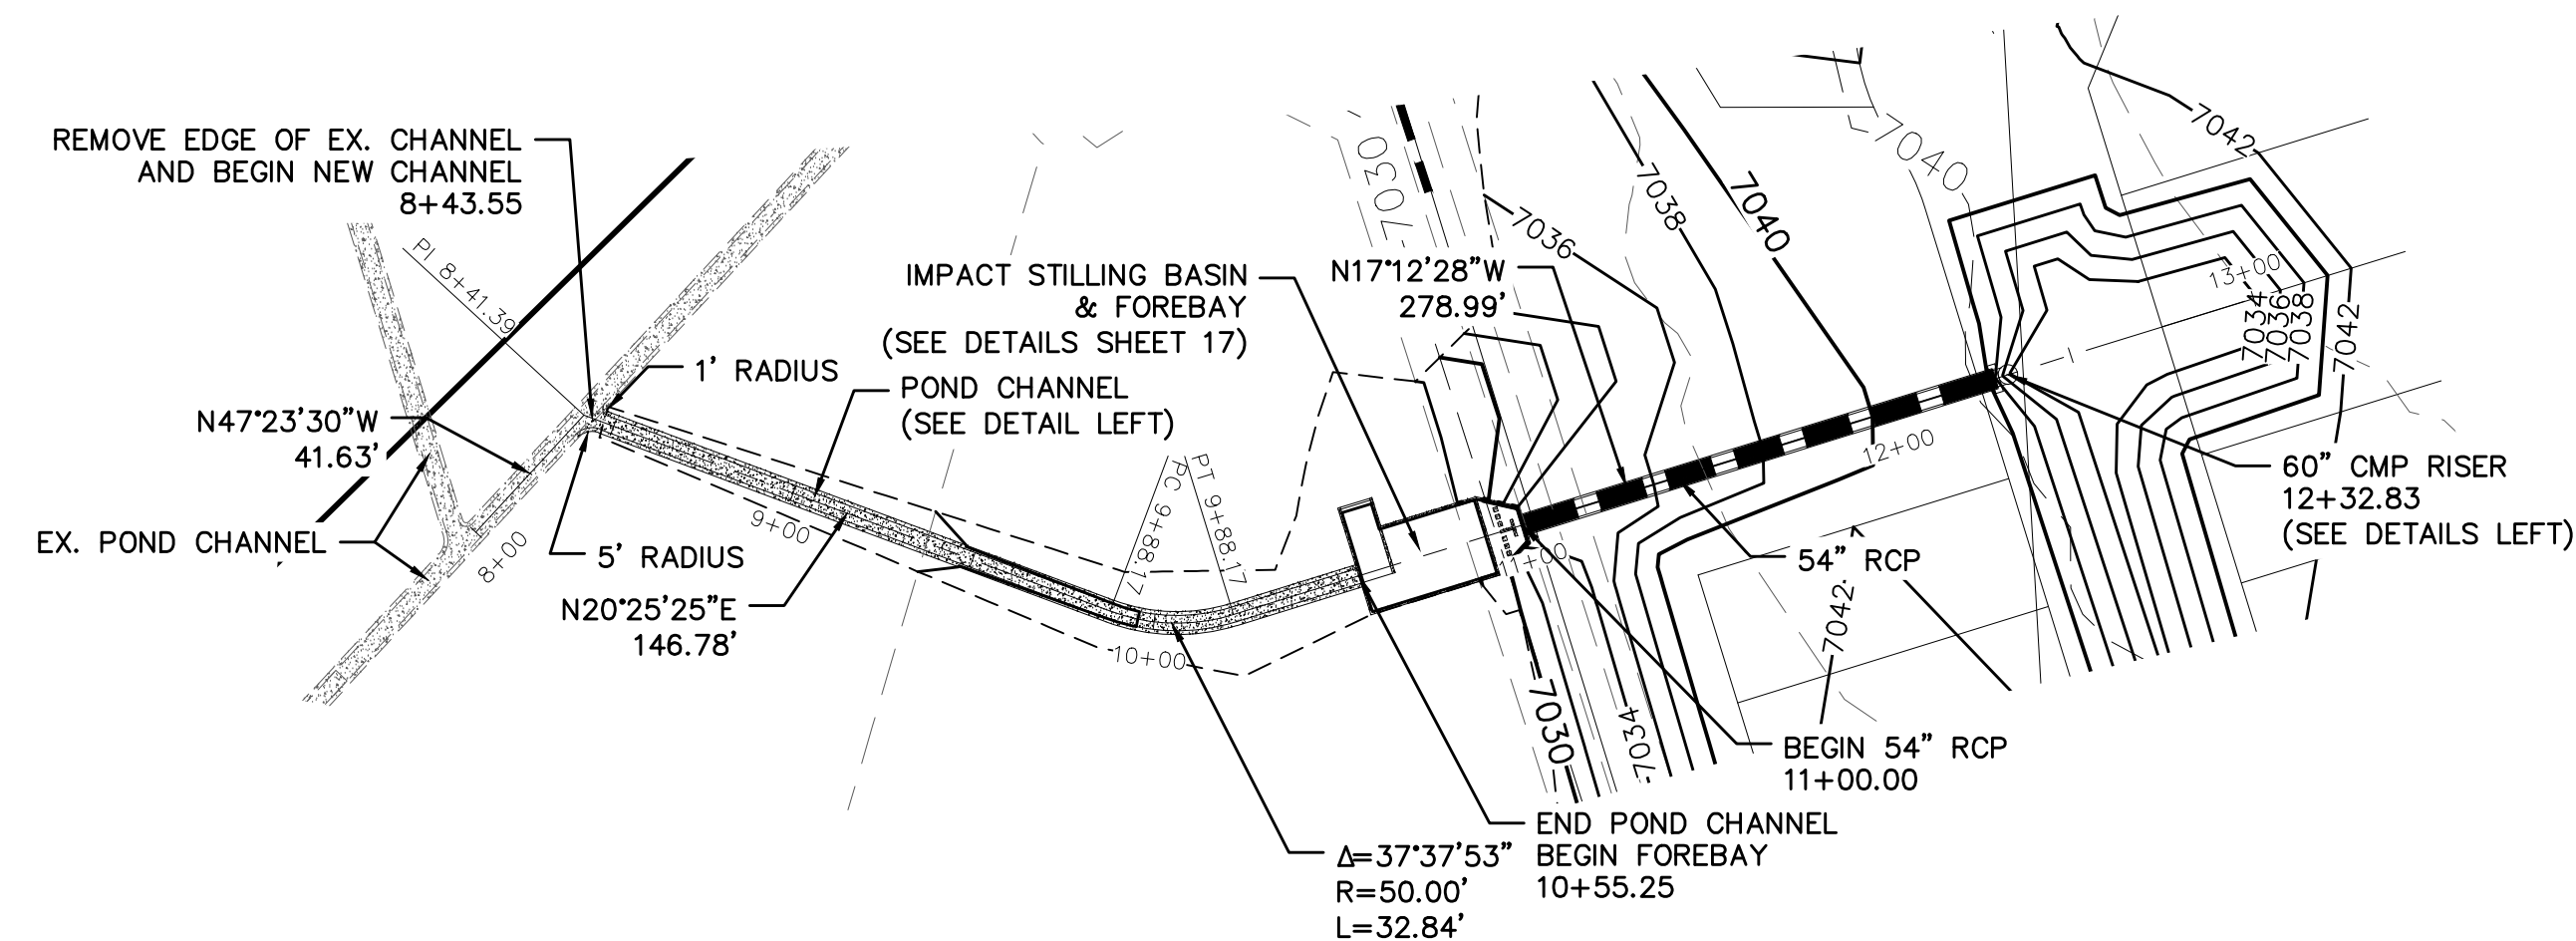 REMOVE EDGE OF EX. CHANNEL
AND BEGIN NEW CHANNEL
8+43.55
PI 8+41.39
N47°23'30"W
41.63'
EX. POND CHANNEL
8+00
1' RADIUS
5' RADIUS
POND CHANNEL
(SEE DETAIL LEFT)
9+00
N20°25'25"E
146.78'
IMPACT STILLING BASIN
& FOREBAY
(SEE DETAILS SHEET 17)
PC 9+88.17
PT 9+88.17
10+00
Δ=37°37'53"
R=50.00'
L=32.84'
END POND CHANNEL
BEGIN FOREBAY
10+55.25
7030
7036
7038
7040
7040
7042
N17°12'28"W
278.99'
11+00
12+00
13+00
7034
7036
7038
7042
54" RCP
7042
7030
7034
BEGIN 54" RCP
11+00.00
60" CMP RISER
12+32.83
(SEE DETAILS LEFT)